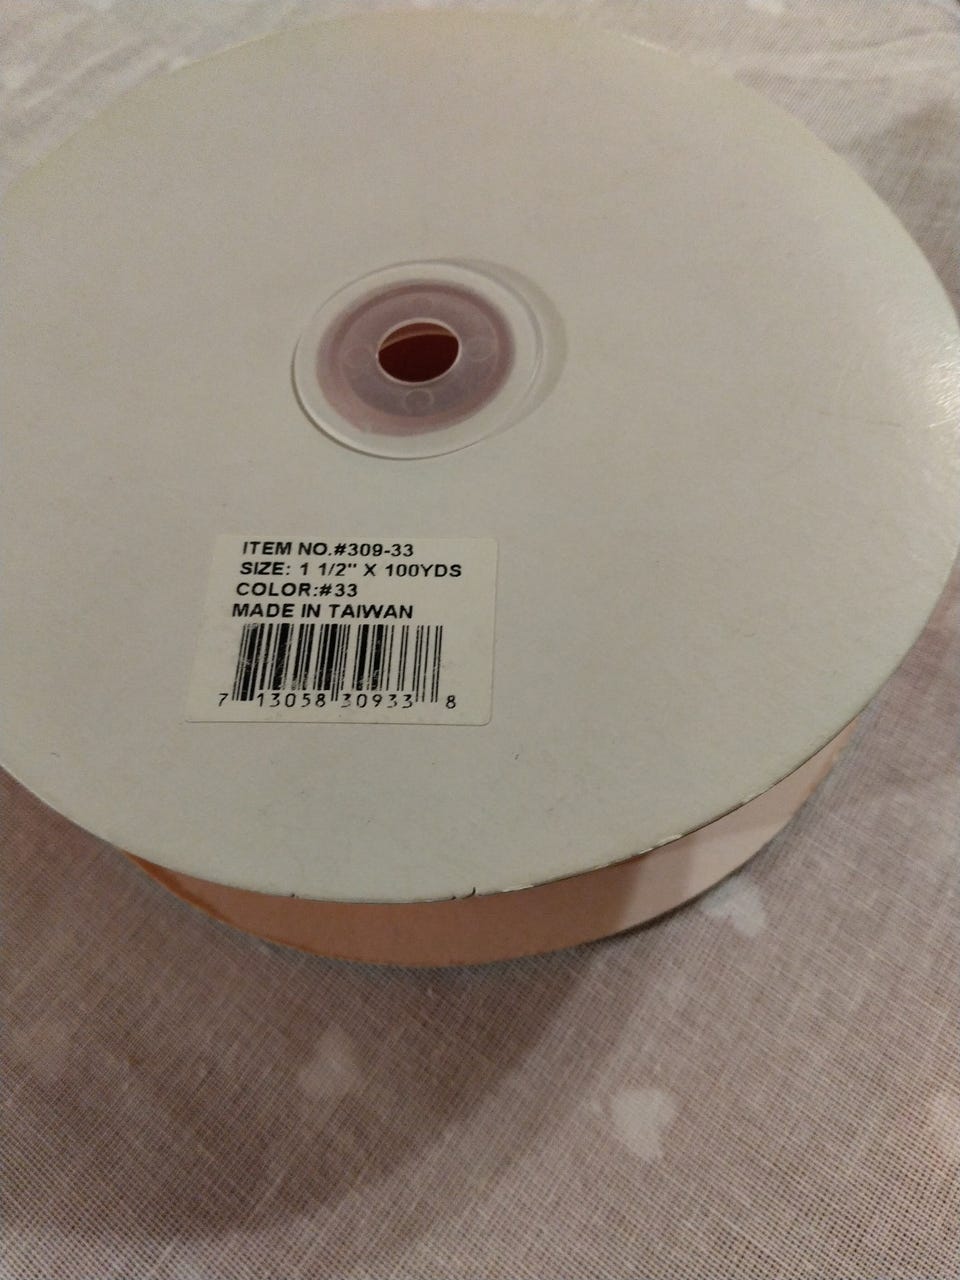 ITEM NO.#309-33
SIZE: 1 1/2" X 100YDS
COLOR:#33
MADE IN TAIWAN
7 13058 30933 8